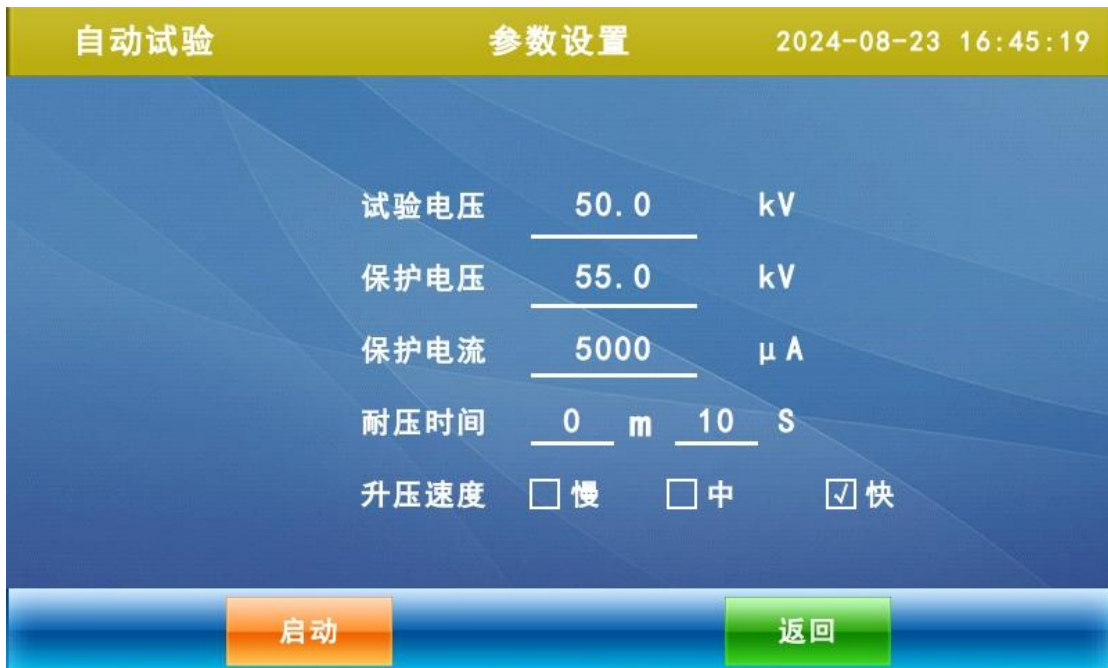 自动试验 参数设置 2024-08-23 16:45:19
试验电压 50.0 kV
保护电压 55.0 kV
保护电流 5000 μA
耐压时间 0 m 10 S
升压速度 慢 中 √ 快
启动 返回